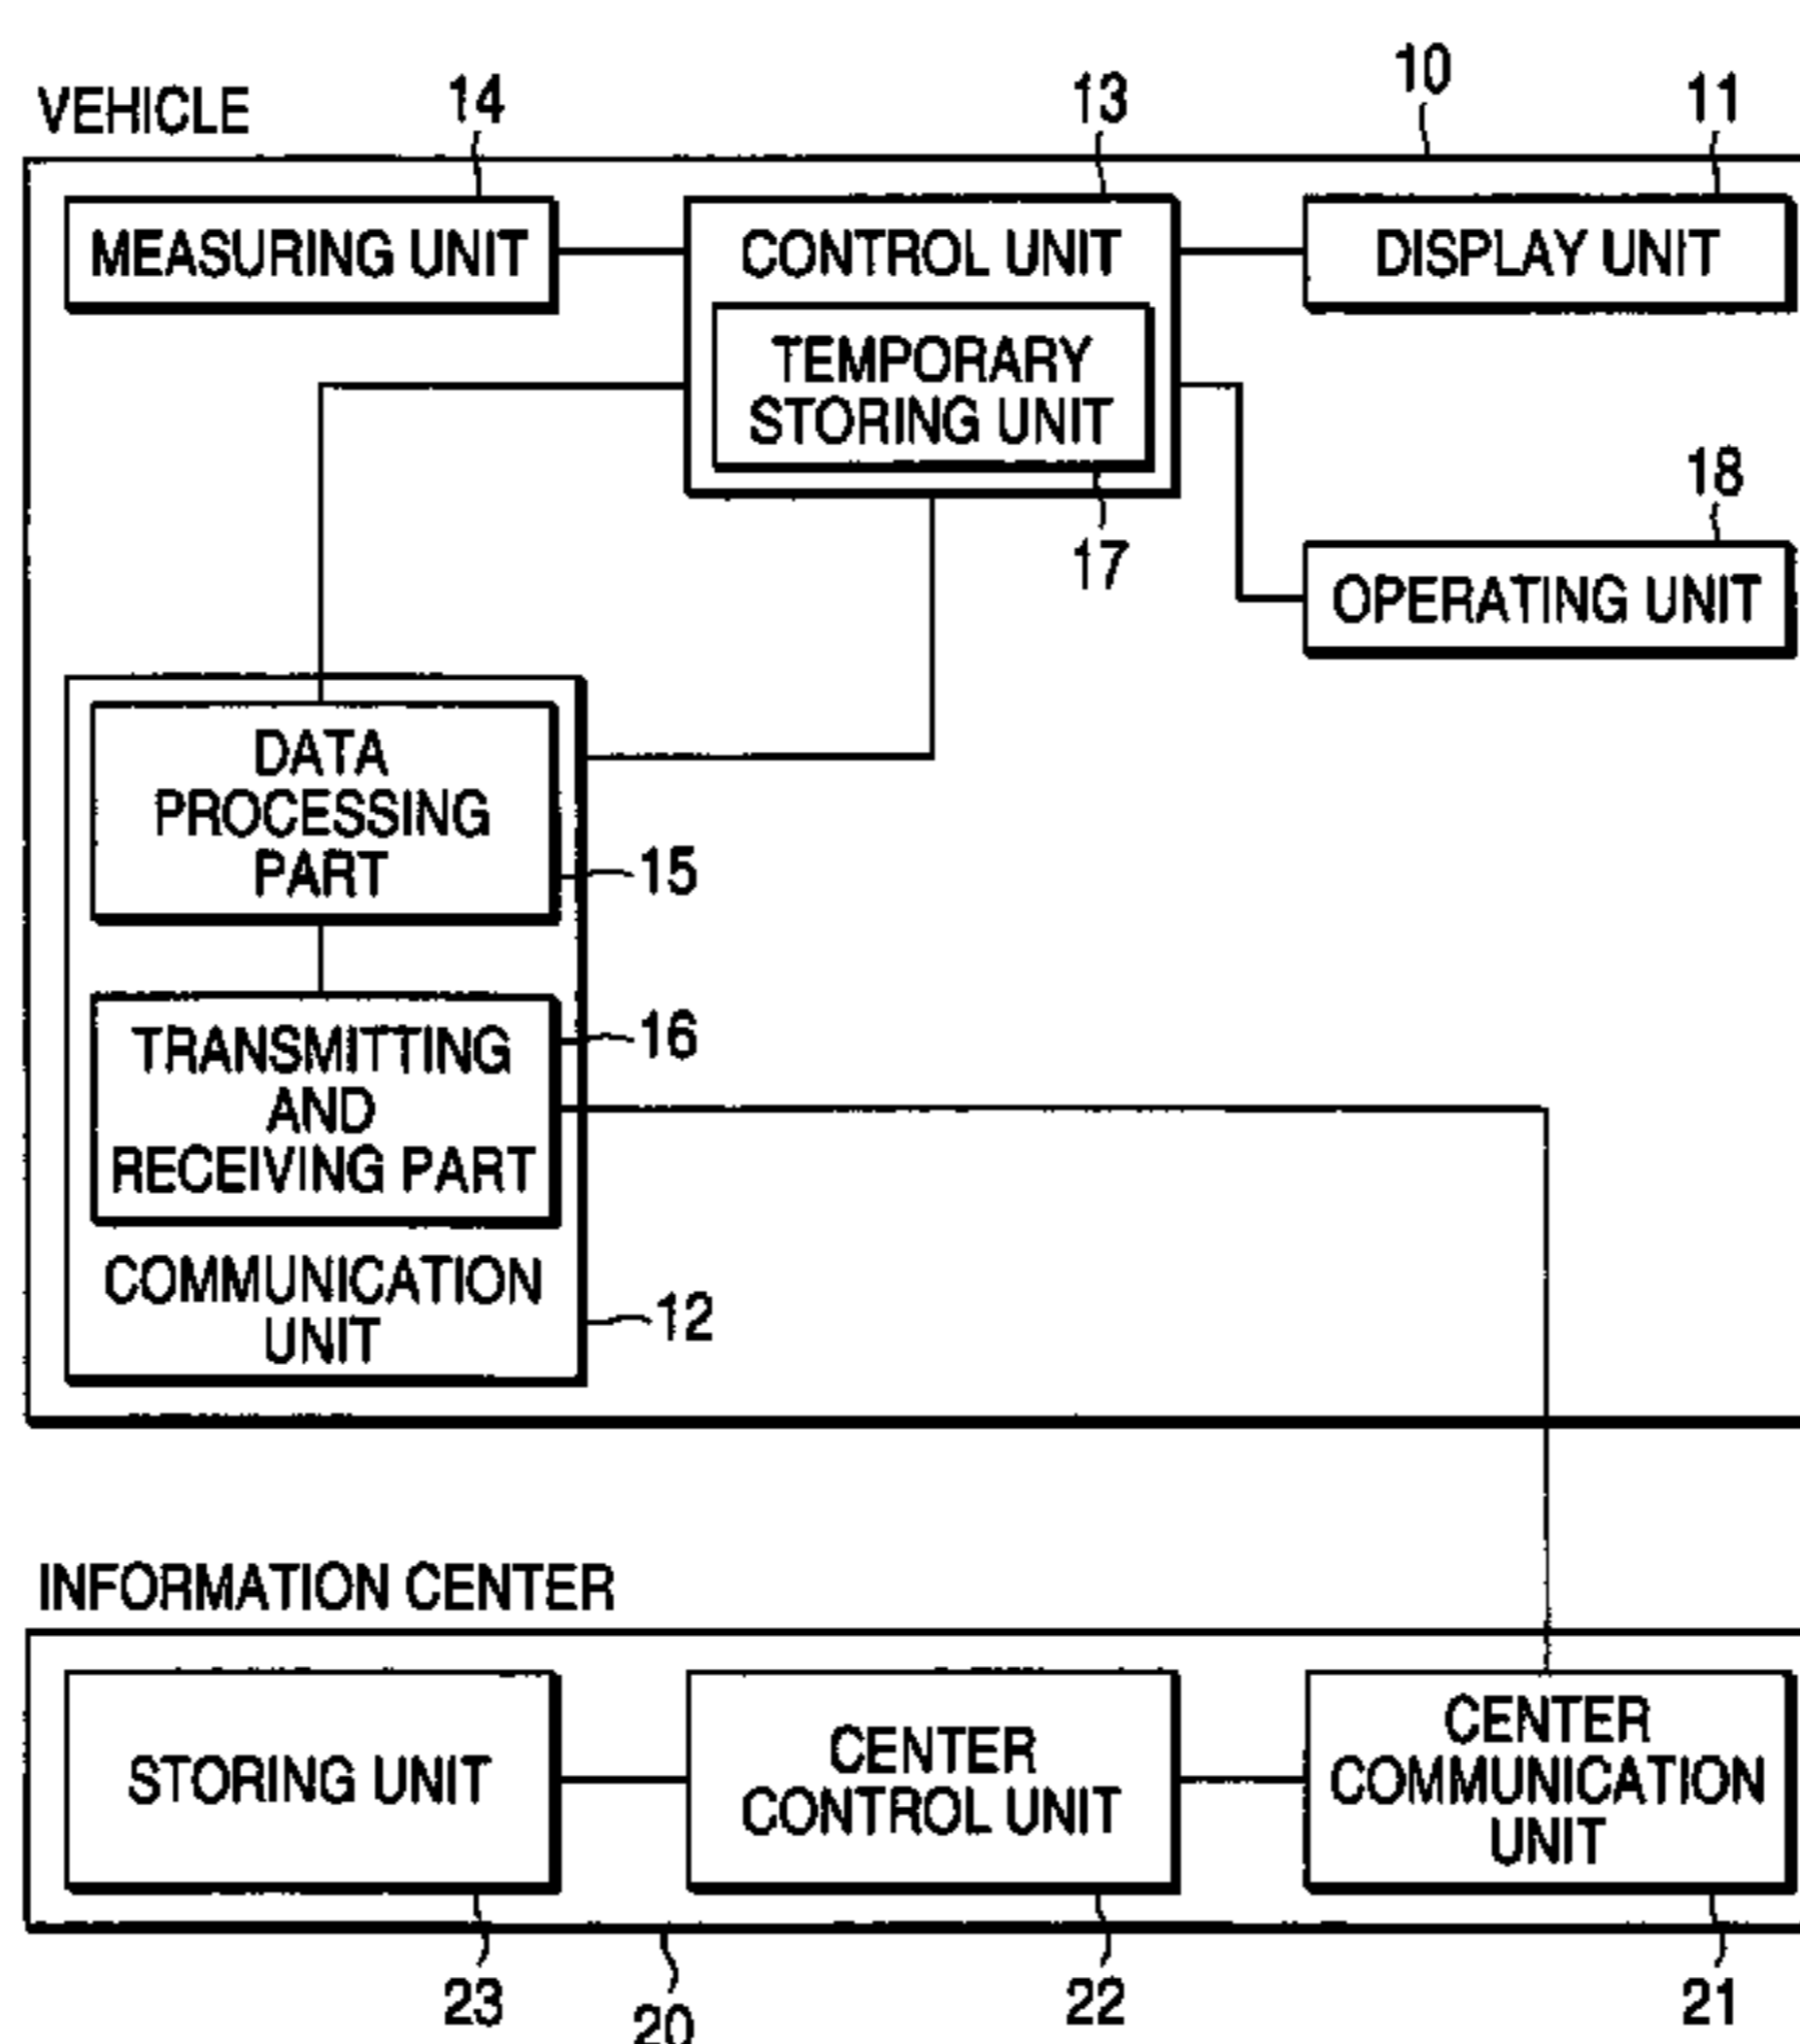 10
VEHICLE
14
13
11
MEASURING UNIT
CONTROL UNIT
DISPLAY UNIT
TEMPORARY
STORING UNIT
17
18
OPERATING UNIT
DATA
PROCESSING
PART
15
TRANSMITTING
AND
RECEIVING PART
16
COMMUNICATION
UNIT
12
INFORMATION CENTER
STORING UNIT
CENTER
CONTROL UNIT
CENTER
COMMUNICATION
UNIT
23
20
22
21